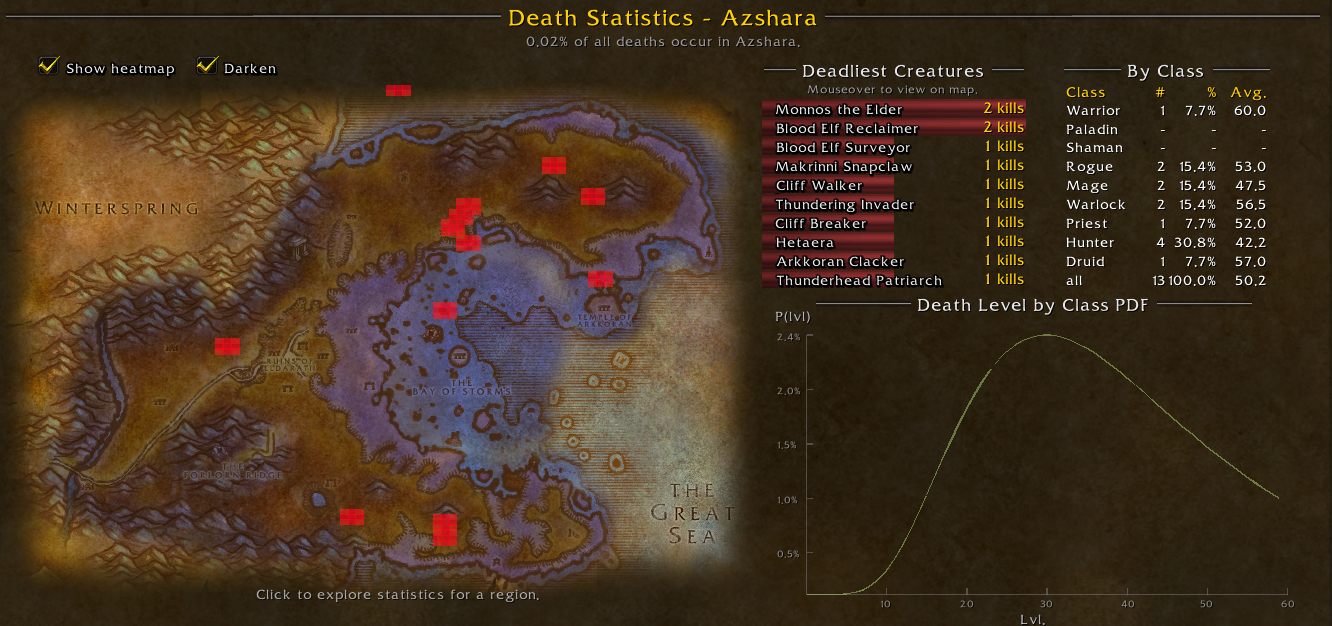 Death Statistics - Azshara
0.02% of all deaths occur in Azshara.
Show heatmap
Darken
WINTERSPRING
RUINS OF
ELDARATH
TEMPLE OF
ARKKORAN
THE
BAY OF STORMS
THE
FORLORN RIDGE
THE
GREAT
SEA
Click to explore statistics for a region.
Deadliest Creatures
Mouseover to view on map.
Monnos the Elder 2 kills
Blood Elf Reclaimer 2 kills
Blood Elf Surveyor 1 kills
Makrinni Snapclaw 1 kills
Cliff Walker 1 kills
Thundering Invader 1 kills
Cliff Breaker 1 kills
Hetaera 1 kills
Arkkoran Clacker 1 kills
Thunderhead Patriarch 1 kills
By Class
Class # % Avg.
Warrior 1 7.7% 60.0
Paladin - - -
Shaman - - -
Rogue 2 15.4% 53.0
Mage 2 15.4% 47.5
Warlock 2 15.4% 56.5
Priest 1 7.7% 52.0
Hunter 4 30.8% 42.2
Druid 1 7.7% 57.0
all 13 100.0% 50.2
Death Level by Class PDF
P(lvl)
2.4%
2.0%
1.5%
1.0%
0.5%
10 20 30 40 50 60
Lvl.